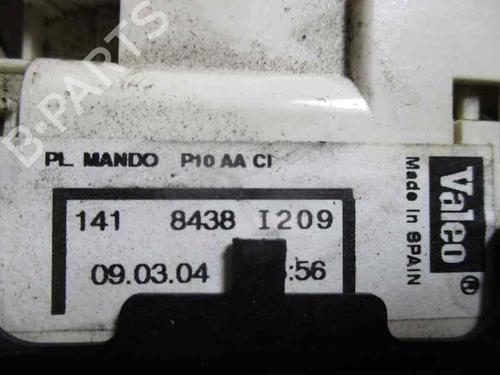 B-PARTS
PL. MANDO P10 AA CI
141 8438 I209
09.03.04 :56
Valeo ®
Made in SPAIN